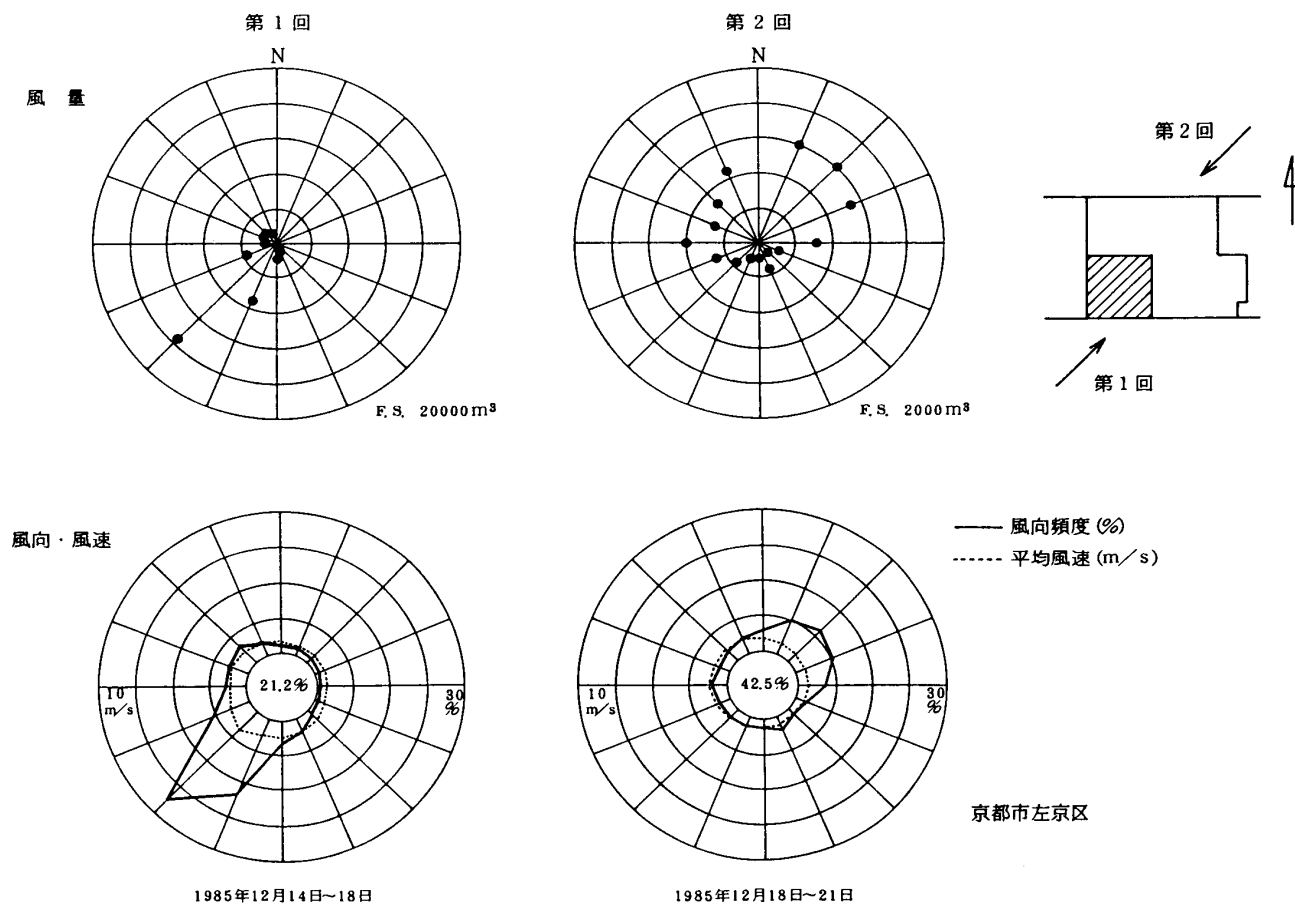 第1回
第2回
N
N
風 量
第2回
第1回
F.S. 20000m³
F.S. 2000m³
風向・風速
風向頻度(%)
平均風速(m/s)
10
m/s
21.2%
30
%
10
m/s
42.5%
30
%
京都市左京区
1985年12月14日~18日
1985年12月18日~21日